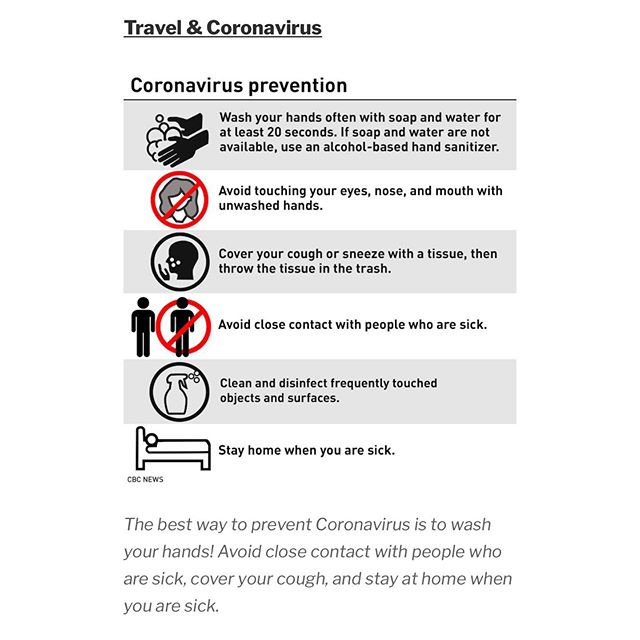 Travel & Coronavirus
Coronavirus prevention
Wash your hands often with soap and water for
at least 20 seconds. If soap and water are not
available, use an alcohol-based hand sanitizer.
Avoid touching your eyes, nose, and mouth with
unwashed hands.
Cover your cough or sneeze with a tissue, then
throw the tissue in the trash.
Avoid close contact with people who are sick.
Clean and disinfect frequently touched
objects and surfaces.
Stay home when you are sick.
CBC NEWS
The best way to prevent Coronavirus is to wash
your hands! Avoid close contact with people who
are sick, cover your cough, and stay at home when
you are sick.